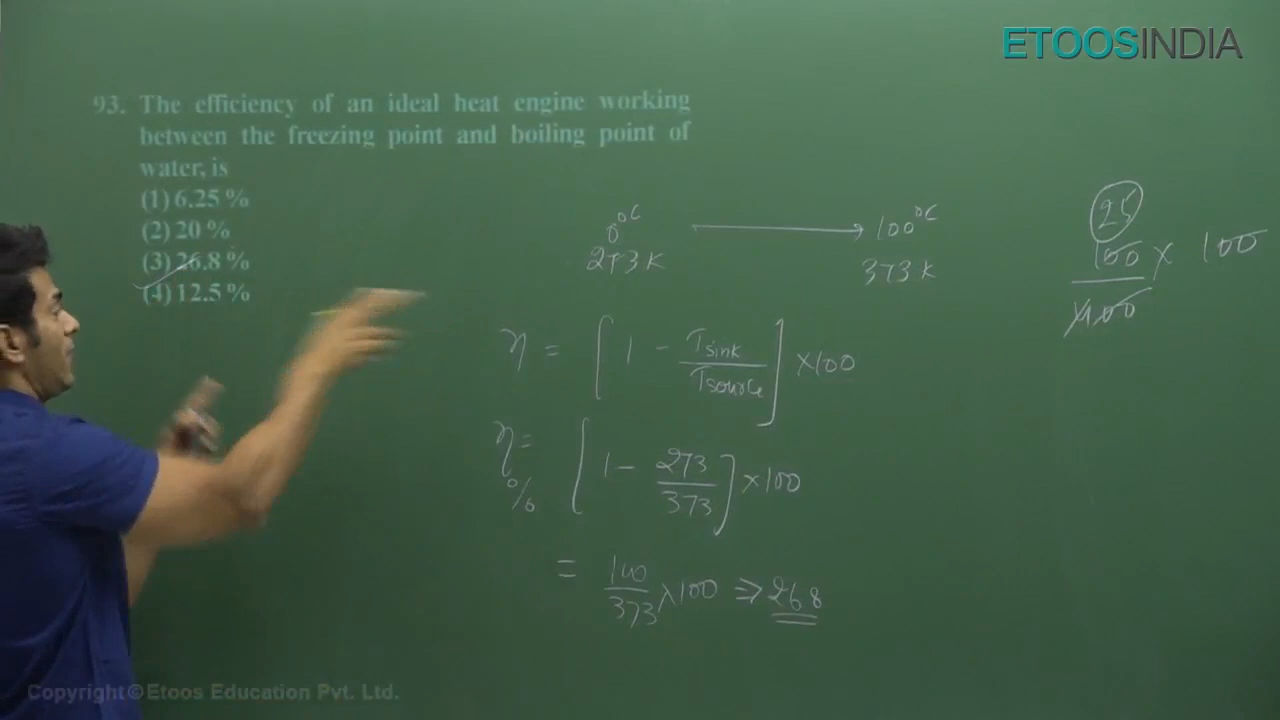 ETOOSINDIA
93. The efficiency of an ideal heat engine working
between the freezing point and boiling point of
water, is
(1) 6.25 %
(2) 20 %
(3) 26.8 %
(4) 12.5 %
0°C → 100°C
273 K 373 K
25
100 × 100
400
η = [1 - Tsink / Tsource] × 100
η% = [1 - 273 / 373] × 100
= 100 / 373 × 100 ⇒ 26.8
Copyright © Etoos Education Pvt. Ltd.